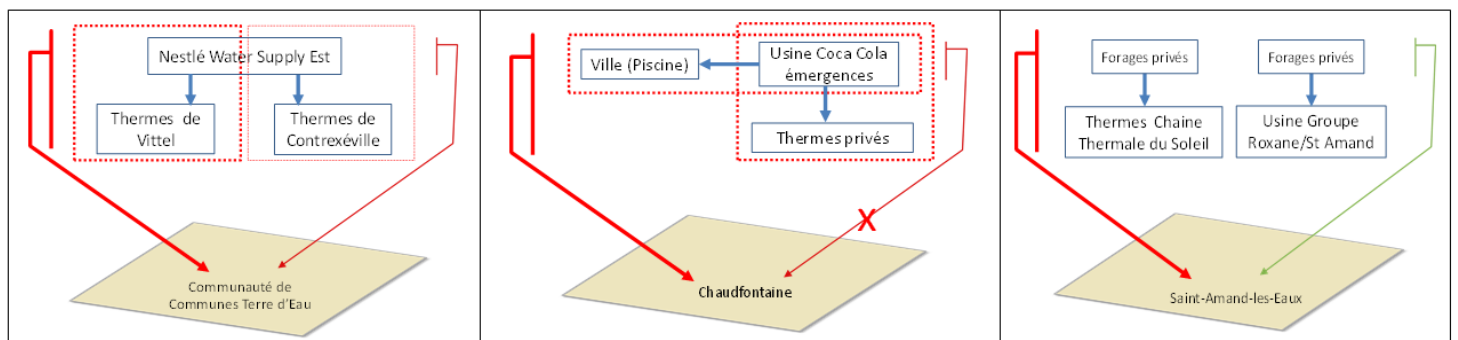 Nestlé Water Supply Est
Thermes de
Vittel
Thermes de
Contrexéville
Communauté de
Communes Terre d'Eau
Ville (Piscine)
Usine Coca Cola
émergences
Thermes privés
X
Chaudfontaine
Forages privés
Forages privés
Thermes Chaine
Thermale du Soleil
Usine Groupe
Roxane/St Amand
Saint-Amand-les-Eaux